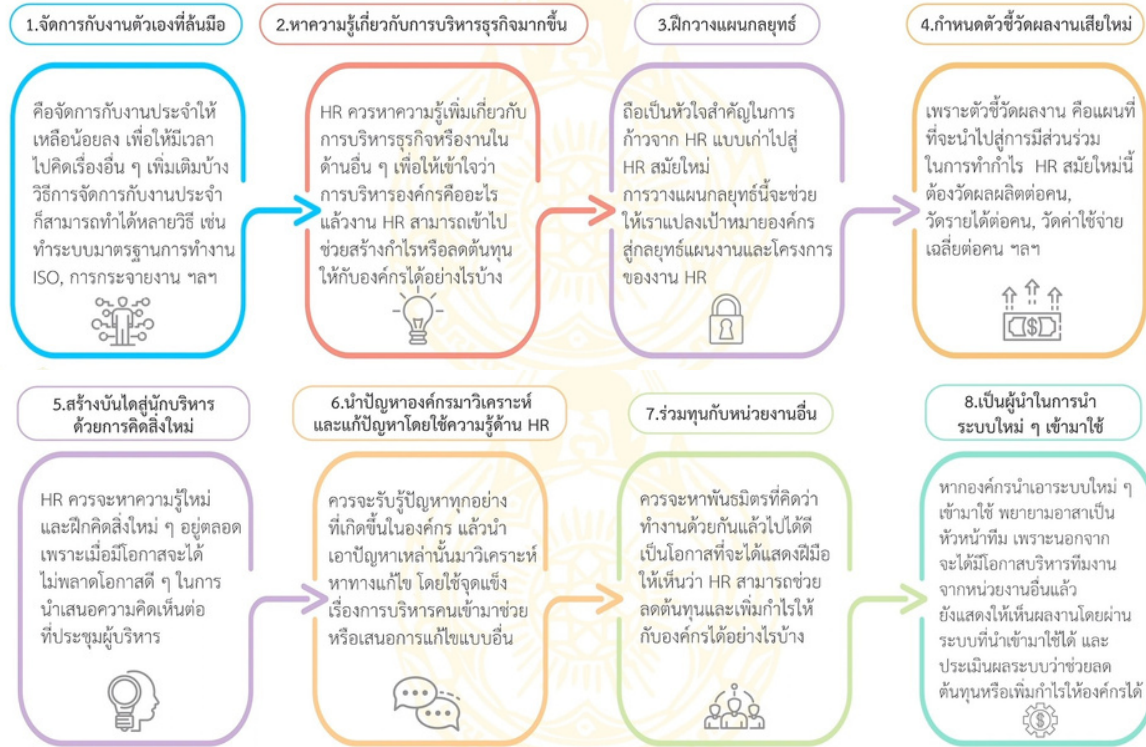 1.จัดการกับงานตัวเองที่ล้นมือ
คือจัดการกับงานประจำให้
เหลือน้อยลง เพื่อให้มีเวลา
ไปคิดเรื่องอื่น ๆ เพิ่มเติมบ้าง
วิธีการจัดการกับงานประจำ
ก็สามารถทำได้หลายวิธี เช่น
ทำระบบมาตรฐานการทำงาน
ISO, การกระจายงาน ฯลฯ
2.หาความรู้เกี่ยวกับการบริหารธุรกิจมากขึ้น
HR ควรหาความรู้เพิ่มเกี่ยวกับ
การบริหารธุรกิจหรืองานใน
ด้านอื่น ๆ เพื่อให้เข้าใจว่า
การบริหารองค์กรคืออะไร
แล้วงาน HR สามารถเข้าไป
ช่วยสร้างกำไรหรือลดต้นทุน
ให้กับองค์กรได้อย่างไรบ้าง
3.ฝึกวางแผนกลยุทธ์
ถือเป็นหัวใจสำคัญในการ
ก้าวจาก HR แบบเก่าไปสู่
HR สมัยใหม่
การวางแผนกลยุทธ์นี้จะช่วย
ให้เราแปลงเป้าหมายองค์กร
สู่กลยุทธ์แผนงานและโครงการ
ของงาน HR
4.กำหนดตัวชี้วัดผลงานเสียใหม่
เพราะตัวชี้วัดผลงาน คือแผนที่
ที่จะนำไปสู่การมีส่วนร่วม
ในการทำกำไร HR สมัยใหม่นี้
ต้องวัดผลผลิตต่อคน,
วัดรายได้ต่อคน, วัดค่าใช้จ่าย
เฉลี่ยต่อคน ฯลฯ
5.สร้างบันไดสู่นักบริหาร
ด้วยการคิดสิ่งใหม่
HR ควรจะหาความรู้ใหม่
และฝึกคิดสิ่งใหม่ ๆ อยู่ตลอด
เพราะเมื่อมีโอกาสจะได้
ไม่พลาดโอกาสดี ๆ ในการ
นำเสนอความคิดเห็นต่อ
ที่ประชุมผู้บริหาร
6.นำปัญหาองค์กรมาวิเคราะห์
และแก้ปัญหาโดยใช้ความรู้ด้าน HR
ควรจะรับรู้ปัญหาทุกอย่าง
ที่เกิดขึ้นในองค์กร แล้วนำ
เอาปัญหาเหล่านั้นมาวิเคราะห์
หาทางแก้ไข โดยใช้จุดแข็ง
เรื่องการบริหารคนเข้ามาช่วย
หรือเสนอการแก้ไขแบบอื่น
7.ร่วมทุนกับหน่วยงานอื่น
ควรจะหาพันธมิตรที่คิดว่า
ทำงานด้วยกันแล้วไปได้ดี
เป็นโอกาสที่จะได้แสดงฝีมือ
ให้เห็นว่า HR สามารถช่วย
ลดต้นทุนและเพิ่มกำไรให้
กับองค์กรได้อย่างไรบ้าง
8.เป็นผู้นำในการนำ
ระบบใหม่ ๆ เข้ามาใช้
หากองค์กรนำเอาระบบใหม่ ๆ
เข้ามาใช้ พยายามอาสาเป็น
หัวหน้าทีม เพราะนอกจาก
จะได้มีโอกาสบริหารทีมงาน
จากหน่วยงานอื่นแล้ว
ยังแสดงให้เห็นผลงานโดยผ่าน
ระบบที่นำเข้ามาใช้ได้ และ
ประเมินผลระบบว่าช่วยลด
ต้นทุนหรือเพิ่มกำไรให้องค์กรได้